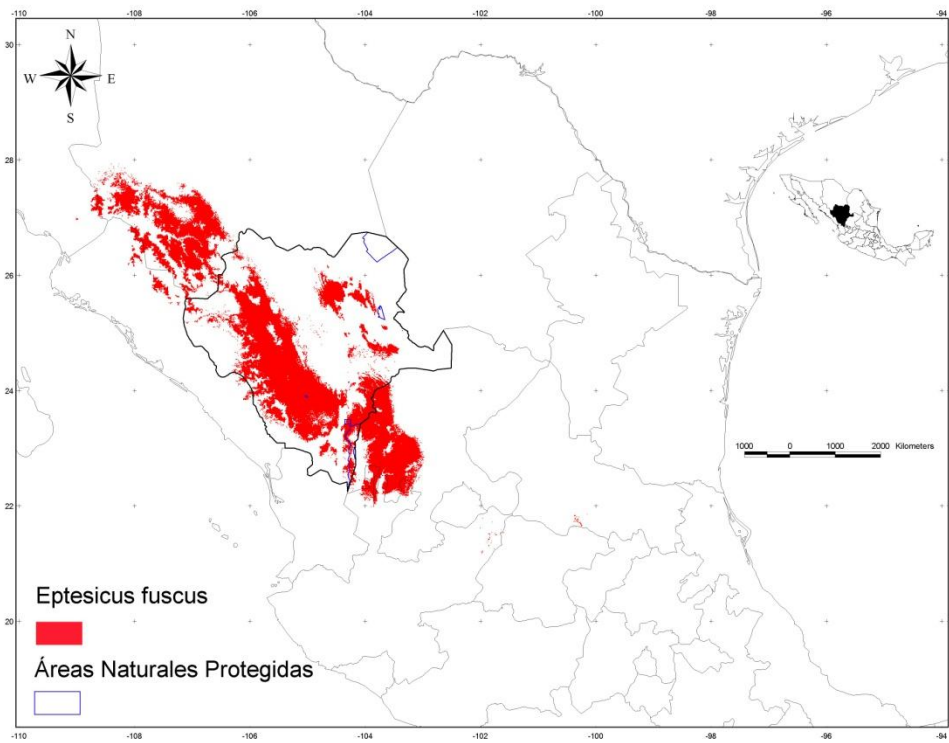 -110 -108 -106 -104 -102 -100 -98 -96 -94
30
N
W E
S
28
26
24
1000 0 1000 2000 Kilometers
22
Eptesicus fuscus
20
Áreas Naturales Protegidas
-110 -108 -106 -104 -102 -100 -98 -96 -94